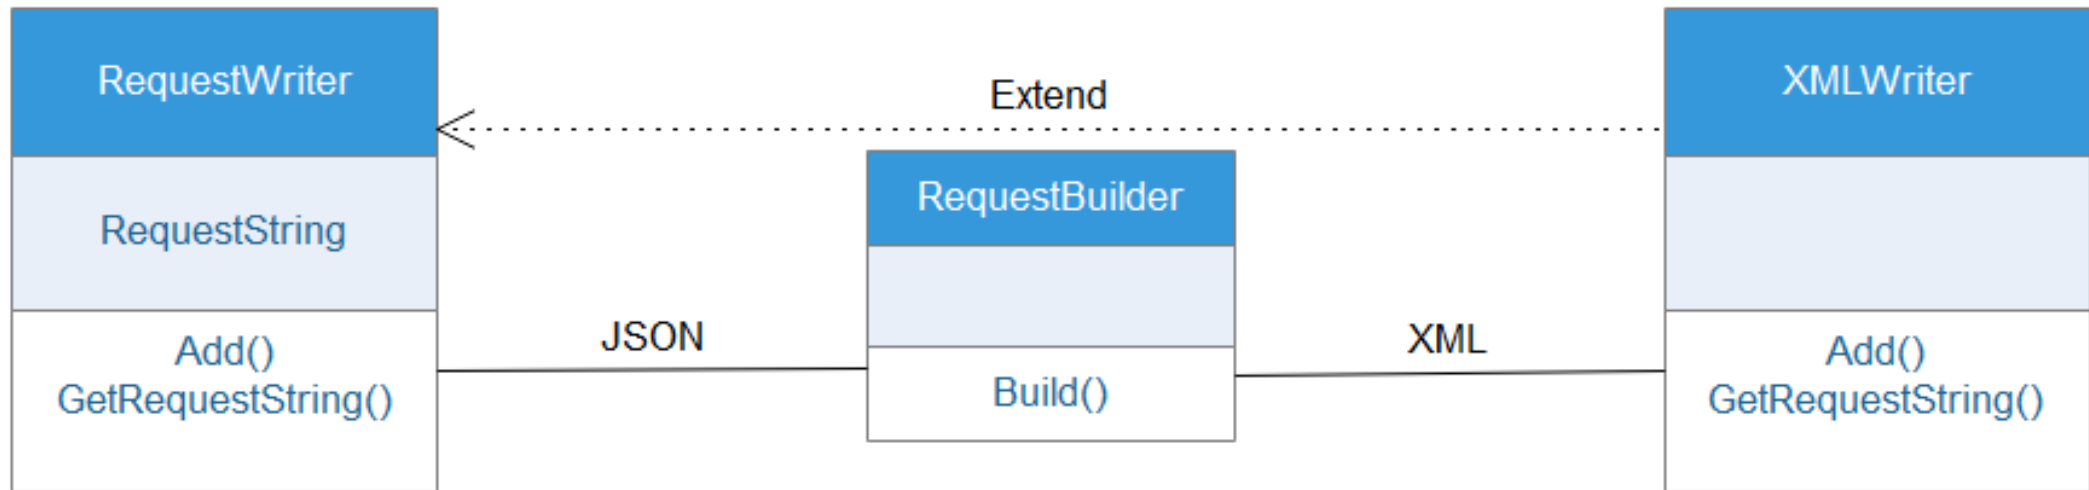 RequestWriter
RequestString
Add()
GetRequestString()
Extend
JSON
RequestBuilder
Build()
XML
XMLWriter
Add()
GetRequestString()